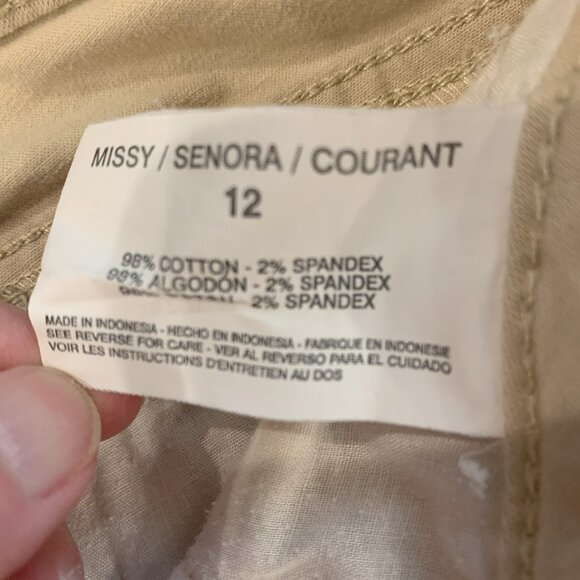 MISSY / SENORA / COURANT
12
98% COTTON - 2% SPANDEX
98% ALGODÓN - 2% SPANDEX
2% SPANDEX
MADE IN INDONESIA - HECHO EN INDONESIA - FABRIQUE EN INDONESIE
SEE REVERSE FOR CARE - VER AL REVERSO PARA EL CUIDADO
VOIR LES INSTRUCTIONS D'ENTRETIEN AU DOS